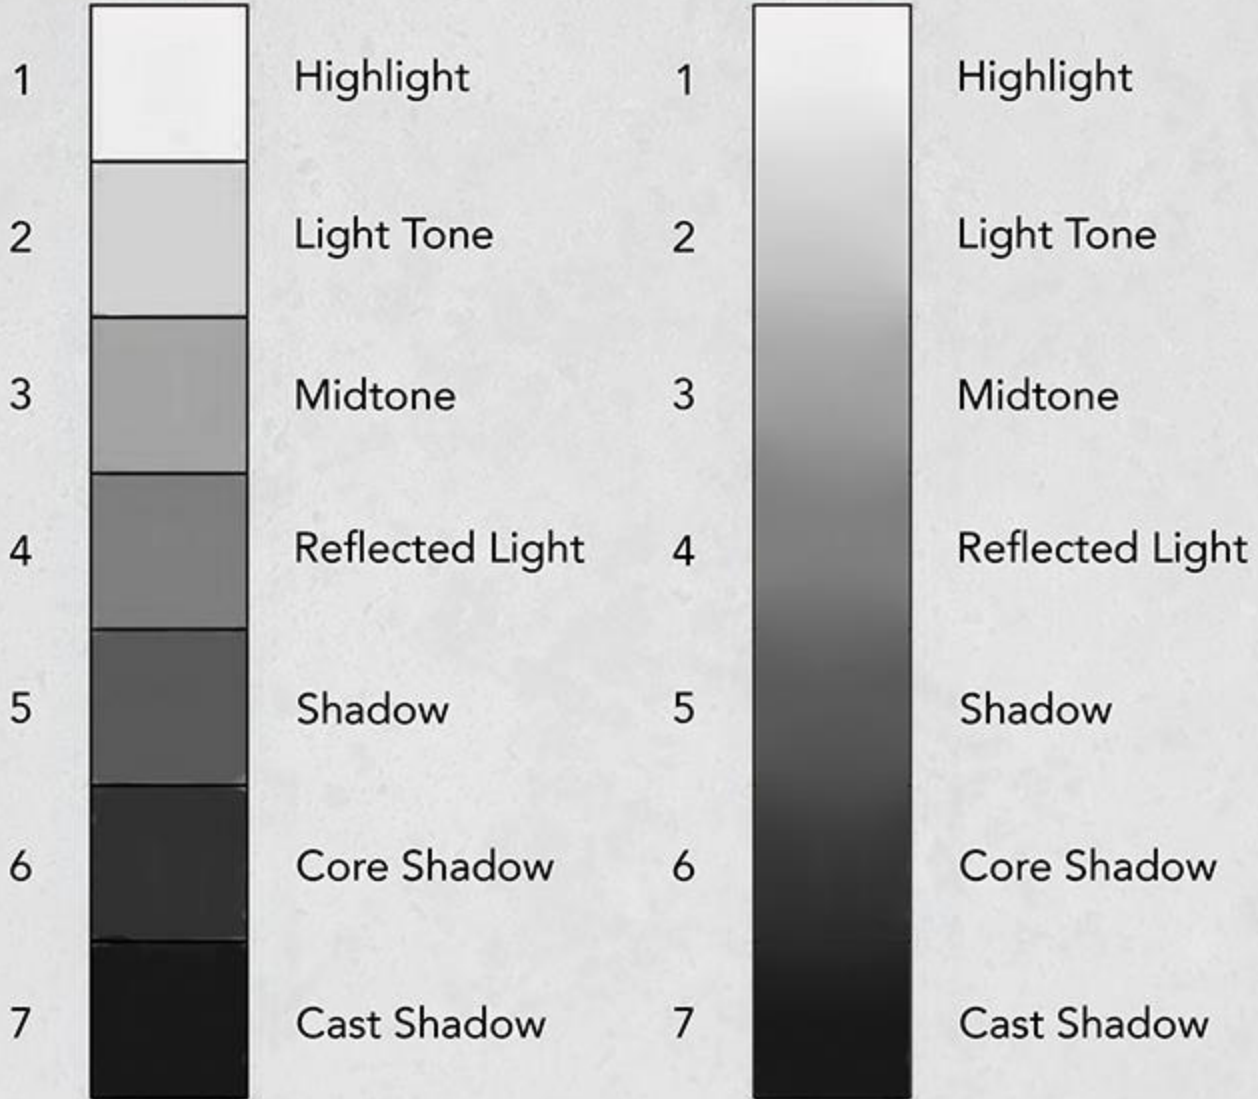 1 Highlight
2 Light Tone
3 Midtone
4 Reflected Light
5 Shadow
6 Core Shadow
7 Cast Shadow
1 Highlight
2 Light Tone
3 Midtone
4 Reflected Light
5 Shadow
6 Core Shadow
7 Cast Shadow